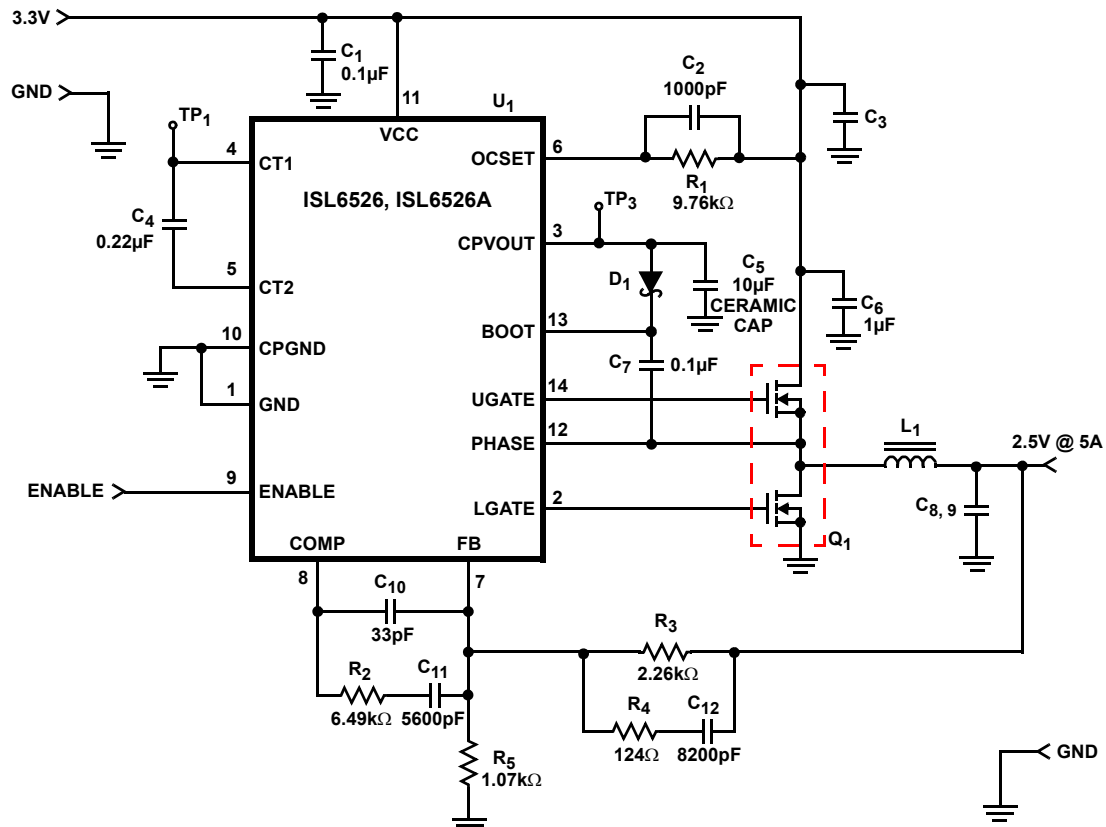 3.3V
C1
0.1µF
GND
TP1
11
U1
VCC
C2
1000pF
C3
4
CT1
OCSET
6
R1
9.76kΩ
ISL6526, ISL6526A
TP3
C4
0.22µF
3
CPVOUT
D1
C5
10µF
CERAMIC
CAP
5
CT2
C6
1µF
BOOT
13
10
CPGND
C7
0.1µF
1
GND
UGATE
14
PHASE
12
L1
2.5V @ 5A
ENABLE
9
ENABLE
LGATE
2
C8, 9
Q1
COMP
FB
8
7
C10
33pF
R3
2.26kΩ
R2
6.49kΩ
C11
5600pF
R4
124Ω
C12
8200pF
R5
1.07kΩ
GND